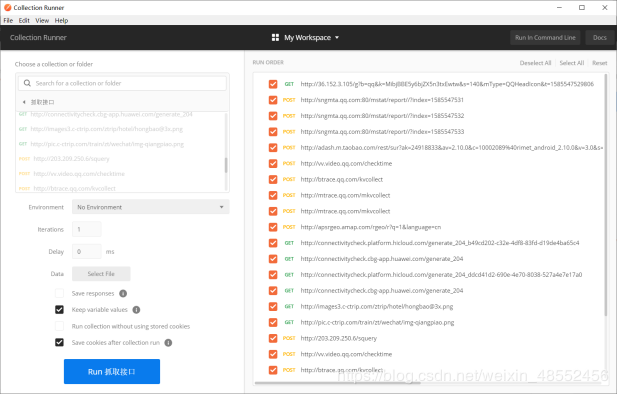 Collection Runner
File Edit View Help
Collection Runner
My Workspace
Run In Command Line
Docs
Choose a collection or folder
Search for a collection or folder
抓取接口
GET http://connectivitycheck.cbg-app.huawei.com/generate_204
GET http://images3.c-ctrip.com/ztrip/hotel/hongbao@3x.png
GET http://pic.c-ctrip.com/train/zt/wechat/img-qiangpiao.png
POST http://203.209.250.6/squery
POST http://vv.video.qq.com/checktime
POST http://btrace.qq.com/kvcollect
Environment No Environment
Iterations 1
Delay 0 ms
Data Select File
Save responses
Keep variable values
Run collection without using stored cookies
Save cookies after collection run
Run 抓取接口
RUN ORDER
Deselect All Select All Reset
GET http://36.152.3.105/g?b=qq&k=MibjBBE5y6bjZX5n3txEwtw&s=140&mType=QQHeadIcon&t=1585547529806
POST http://sngmta.qq.com:80/mstat/report/?index=1585547531
POST http://sngmta.qq.com:80/mstat/report/?index=1585547532
POST http://sngmta.qq.com:80/mstat/report/?index=1585547533
POST http://adash.m.taobao.com/rest/sur?ak=24918833&av=2.10.0&c=10002089%40rimet_android_2.10.0&v=3.0&s=
POST http://vv.video.qq.com/checktime
POST http://btrace.qq.com/kvcollect
POST http://mtrace.qq.com/mkvcollect
POST http://mtrace.qq.com/mkvcollect
POST http://apsrgeo.amap.com/rgeo/r?q=1&language=cn
GET http://connectivitycheck.platform.hicloud.com/generate_204_b49cd202-c32e-4df8-83fd-d19de4ba65c4
GET http://connectivitycheck.cbg-app.huawei.com/generate_204
GET http://connectivitycheck.platform.hicloud.com/generate_204_ddcd41d2-690e-4e70-8038-527a4e7e17a0
GET http://connectivitycheck.cbg-app.huawei.com/generate_204
GET http://images3.c-ctrip.com/ztrip/hotel/hongbao@3x.png
GET http://pic.c-ctrip.com/train/zt/wechat/img-qiangpiao.png
POST http://203.209.250.6/squery
POST http://vv.video.qq.com/checktime
POST http://btrace.qq.com/kvcollect
https://blog.csdn.net/weixin_48552456